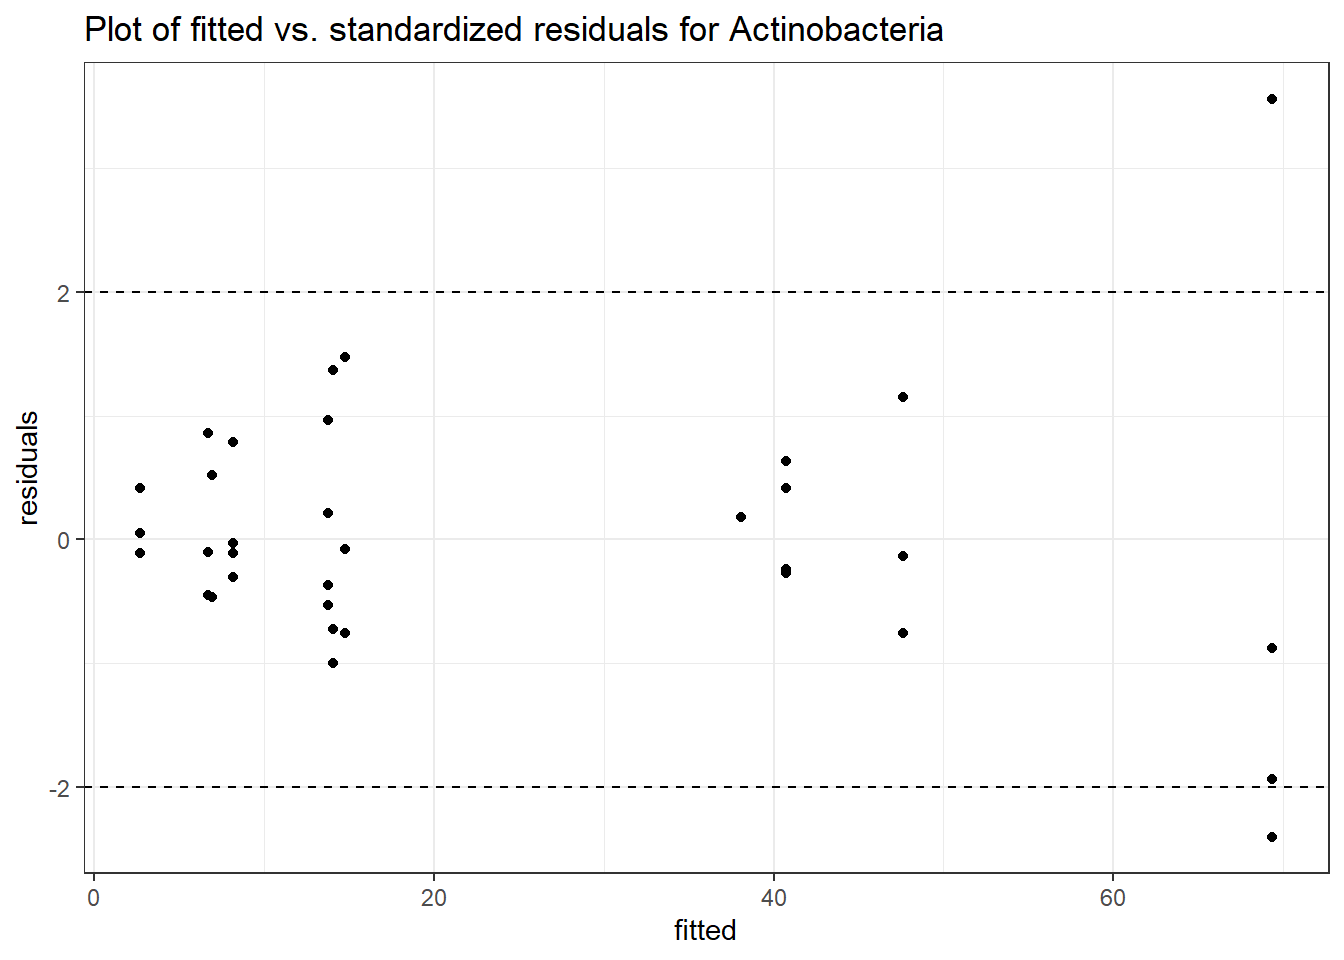 Plot of fitted vs. standardized residuals for Actinobacteria
residuals
2
0
-2
0 20 40 60
fitted